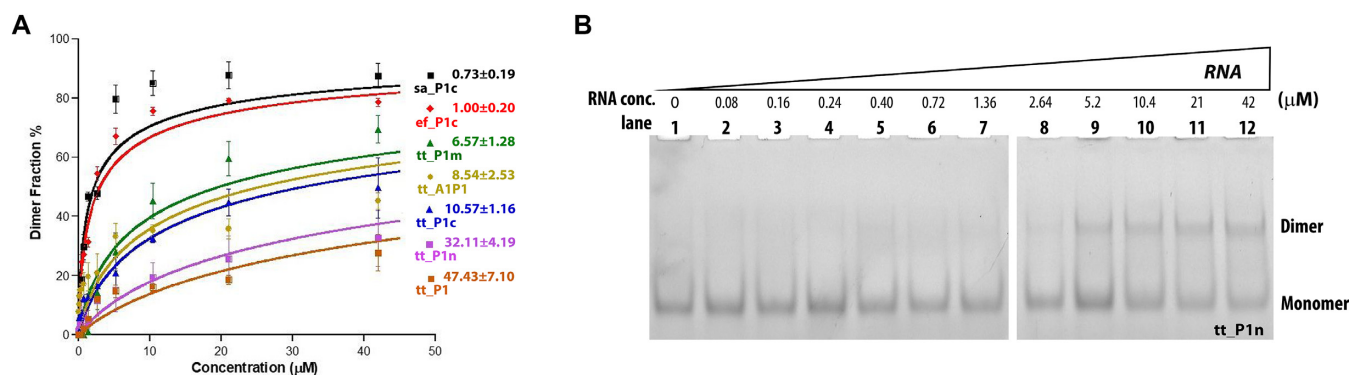 A
Dimer Fraction %
100
80
60
40
20
0
0 10 20 30 40 50
Concentration (μM)
0.73±0.19
sa_P1c
1.00±0.20
ef_P1c
6.57±1.28
tt_P1m
8.54±2.53
tt_A1P1
10.57±1.16
tt_P1c
32.11±4.19
tt_P1n
47.43±7.10
tt_P1
B
RNA
RNA conc. 0 0.08 0.16 0.24 0.40 0.72 1.36 2.64 5.2 10.4 21 42 (μM)
lane 1 2 3 4 5 6 7 8 9 10 11 12
Dimer
Monomer
tt_P1n